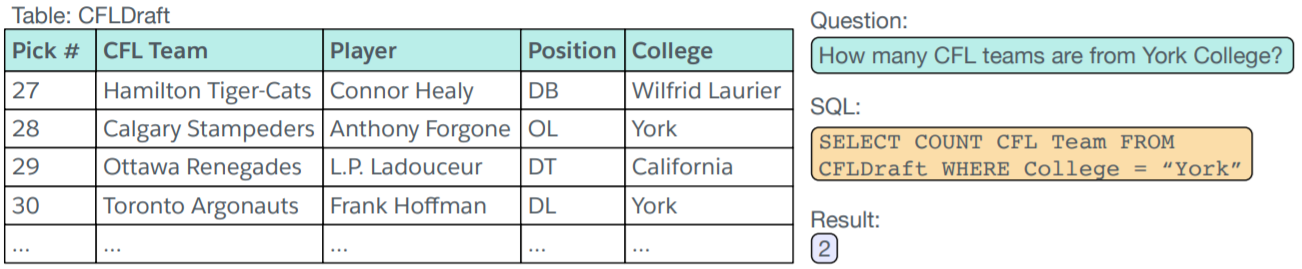 Table: CFLDraft
Pick # CFL Team Player Position College
27 Hamilton Tiger-Cats Connor Healy DB Wilfrid Laurier
28 Calgary Stampeders Anthony Forgone OL York
29 Ottawa Renegades L.P. Ladouceur DT California
30 Toronto Argonauts Frank Hoffman DL York
... ... ... ... ...
Question:
How many CFL teams are from York College?
SQL:
SELECT COUNT CFL Team FROM
CFLDraft WHERE College = “York”
Result:
2